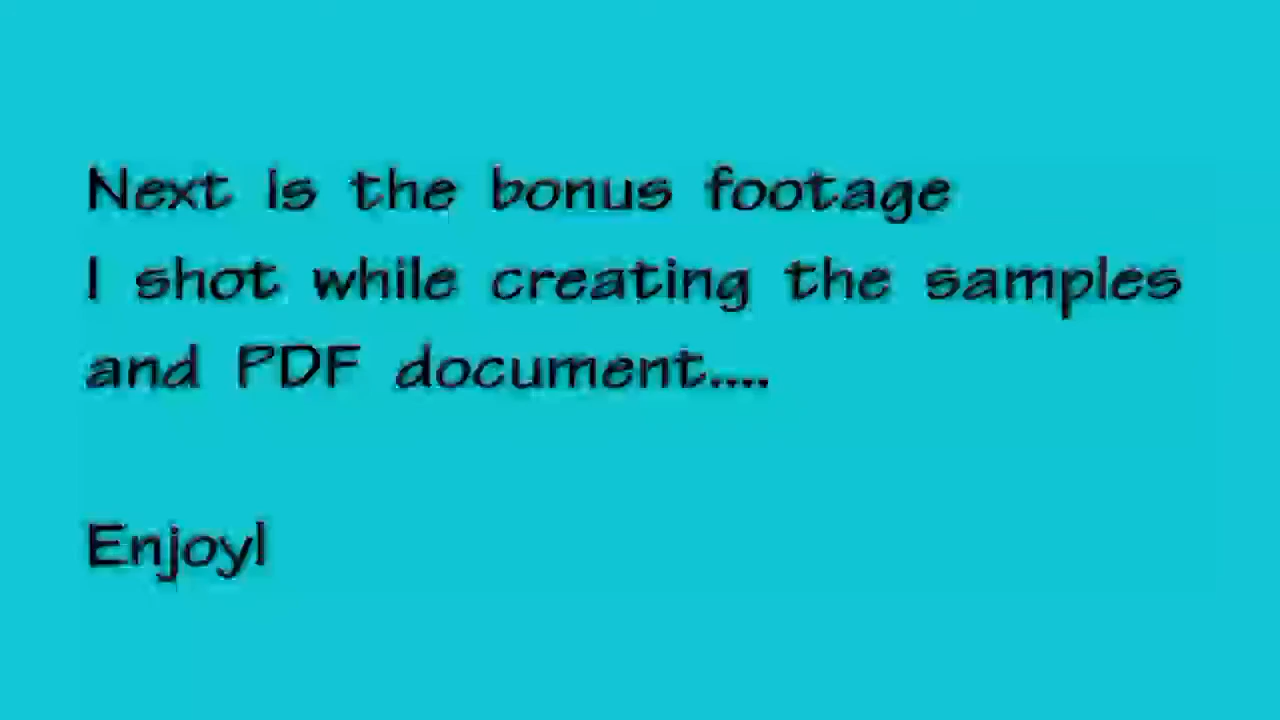 Next is the bonus footage
I shot while creating the samples
and PDF document....
Enjoy!